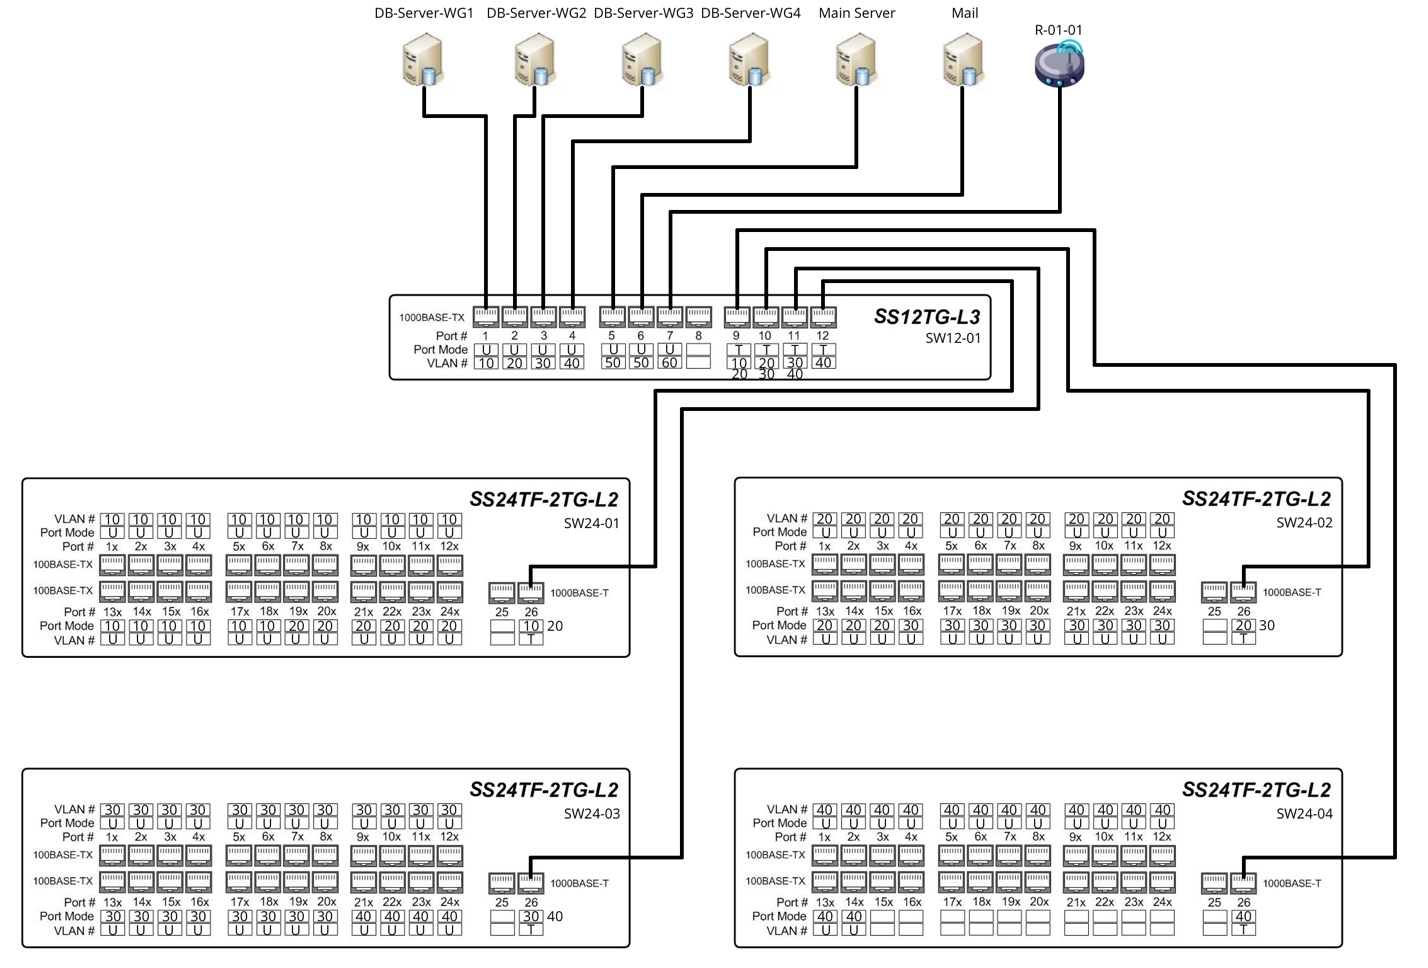 DB-Server-WG1 DB-Server-WG2 DB-Server-WG3 DB-Server-WG4 Main Server Mail
R-01-01
1000BASE-TX SS12TG-L3
Port # 1 2 3 4 5 6 7 8 9 10 11 12 SW12-01
Port Mode U U U U U U U T T T T
VLAN # 10 20 30 40 50 50 60 10 20 30 40
20 30 40
SS24TF-2TG-L2
VLAN # 10 10 10 10 10 10 10 10 10 10 10 10 SW24-01
Port Mode U U U U U U U U U U U U
Port # 1x 2x 3x 4x 5x 6x 7x 8x 9x 10x 11x 12x
100BASE-TX
100BASE-TX 1000BASE-T
Port # 13x 14x 15x 16x 17x 18x 19x 20x 21x 22x 23x 24x 25 26
Port Mode 10 10 10 10 10 10 20 20 20 20 20 20 10 20
VLAN # U U U U U U U U U U U U T
SS24TF-2TG-L2
VLAN # 20 20 20 20 20 20 20 20 20 20 20 20 SW24-02
Port Mode U U U U U U U U U U U U
Port # 1x 2x 3x 4x 5x 6x 7x 8x 9x 10x 11x 12x
100BASE-TX
100BASE-TX 1000BASE-T
Port # 13x 14x 15x 16x 17x 18x 19x 20x 21x 22x 23x 24x 25 26
Port Mode 20 20 20 30 30 30 30 30 30 30 30 30 20 30
VLAN # U U U U U U U U U U U U T
SS24TF-2TG-L2
VLAN # 30 30 30 30 30 30 30 30 30 30 30 30 SW24-03
Port Mode U U U U U U U U U U U U
Port # 1x 2x 3x 4x 5x 6x 7x 8x 9x 10x 11x 12x
100BASE-TX
100BASE-TX 1000BASE-T
Port # 13x 14x 15x 16x 17x 18x 19x 20x 21x 22x 23x 24x 25 26
Port Mode 30 30 30 30 30 30 30 30 40 40 40 40 30 40
VLAN # U U U U U U U U U U U U T
SS24TF-2TG-L2
VLAN # 40 40 40 40 40 40 40 40 40 40 40 40 SW24-04
Port Mode U U U U U U U U U U U U
Port # 1x 2x 3x 4x 5x 6x 7x 8x 9x 10x 11x 12x
100BASE-TX
100BASE-TX 1000BASE-T
Port # 13x 14x 15x 16x 17x 18x 19x 20x 21x 22x 23x 24x 25 26
Port Mode 40 40 40
VLAN # U U T